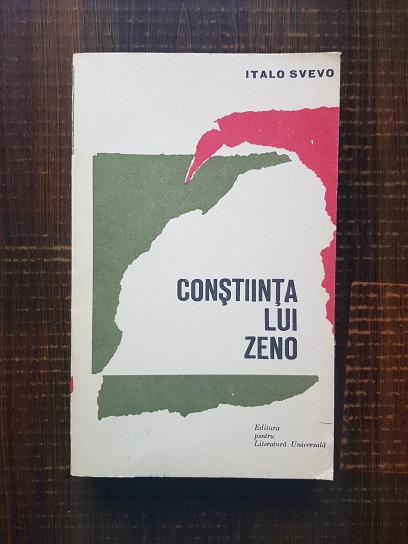 ITALO SVEVO
CONŞTIINŢA
LUI
ZENO
Editura
pentru
Literatură Universală